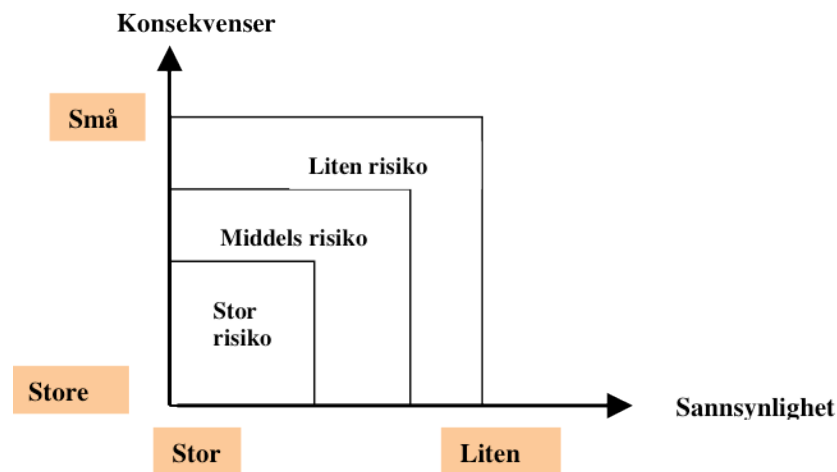 Konsekvenser
Små
Liten risiko
Middels risiko
Stor
risiko
Store
Sannsynlighet
Stor
Liten